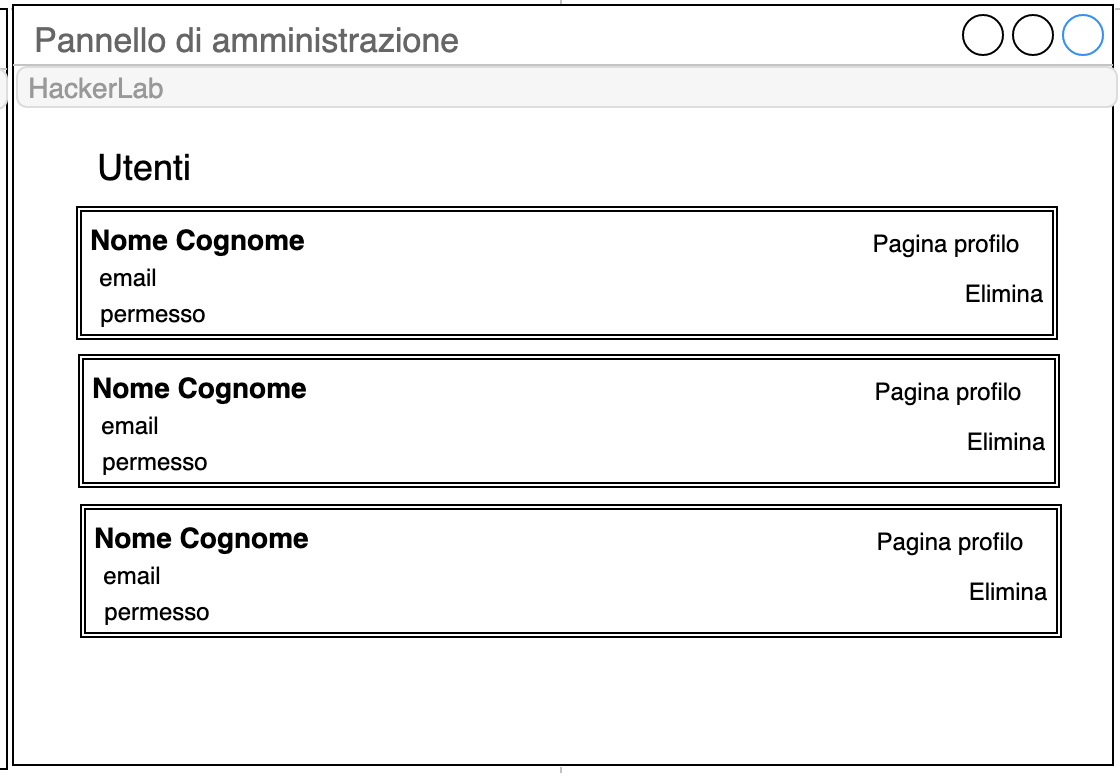 Pannello di amministrazione
HackerLab
Utenti
Nome Cognome
Pagina profilo
email
Elimina
permesso
Nome Cognome
Pagina profilo
email
Elimina
permesso
Nome Cognome
Pagina profilo
email
Elimina
permesso